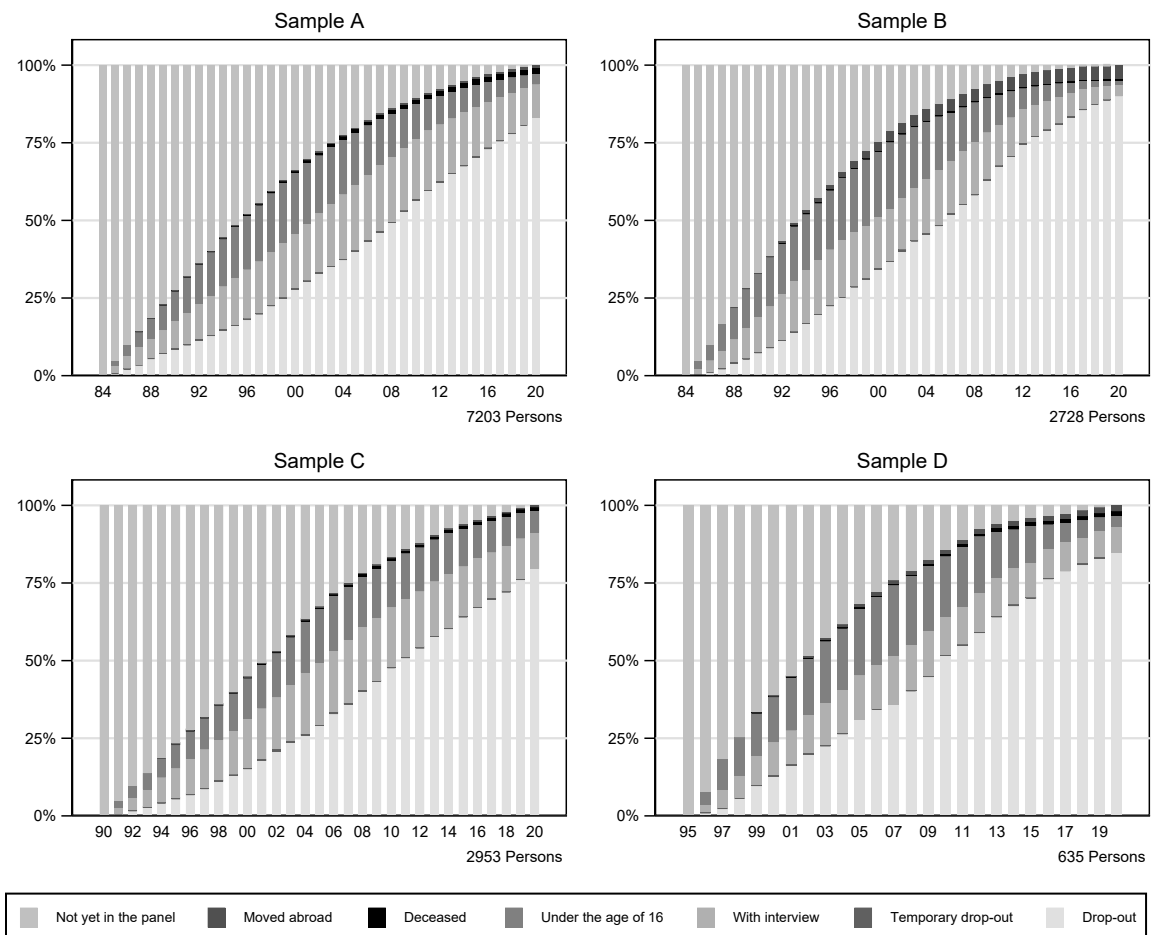 Sample A
100%
75%
50%
25%
0%
84 88 92 96 00 04 08 12 16 20
7203 Persons
Sample B
100%
75%
50%
25%
0%
84 88 92 96 00 04 08 12 16 20
2728 Persons
Sample C
100%
75%
50%
25%
0%
90 92 94 96 98 00 02 04 06 08 10 12 14 16 18 20
2953 Persons
Sample D
100%
75%
50%
25%
0%
95 97 99 01 03 05 07 09 11 13 15 17 19
635 Persons
Not yet in the panel Moved abroad Deceased Under the age of 16 With interview Temporary drop-out Drop-out